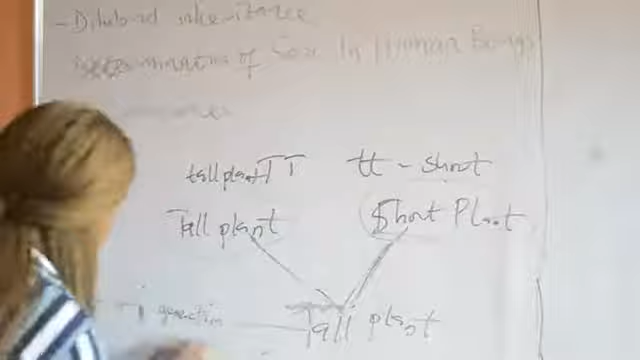 - Dihybrid inheritance
Determination of Sex In Human Beings
tall plant TT tt - short
Tall plant Short Plant
generation Tall plant